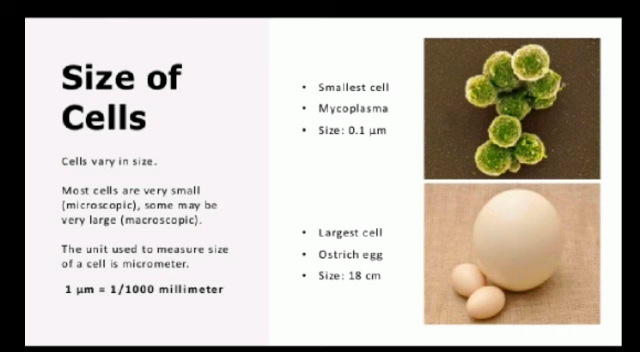 Size of
Cells
Cells vary in size.
Most cells are very small
(microscopic), some may be
very large (macroscopic).
The unit used to measure size
of a cell is micrometer.
1 μm = 1/1000 millimeter
• Smallest cell
• Mycoplasma
• Size: 0.1 μm
• Largest cell
• Ostrich egg
• Size: 18 cm